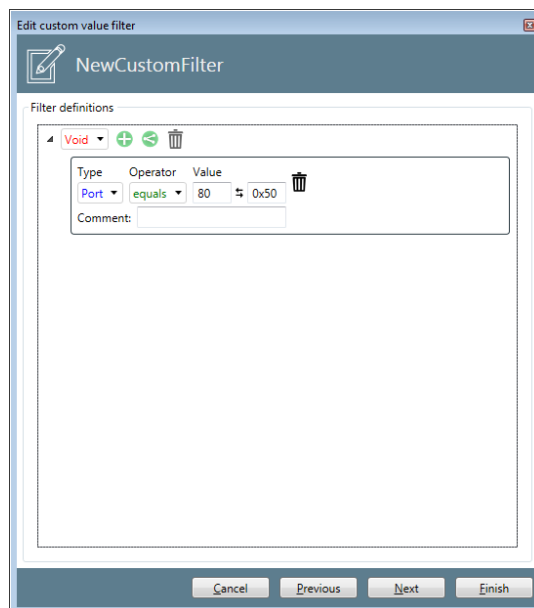 Edit custom value filter
NewCustomFilter
Filter definitions
Void
Type Operator Value
Port equals 80 0x50
Comment:
Cancel Previous Next Finish